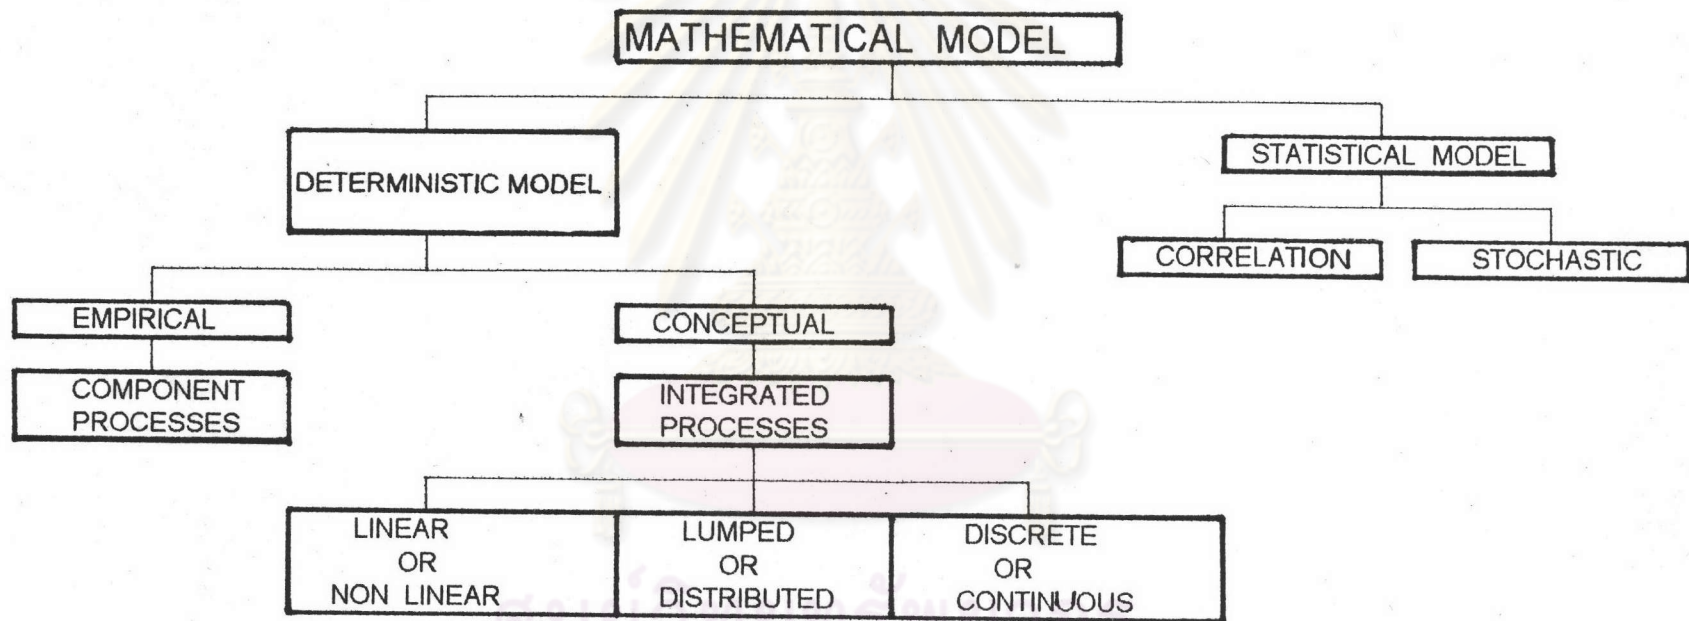 MATHEMATICAL MODEL
DETERMINISTIC MODEL
STATISTICAL MODEL
CORRELATION
STOCHASTIC
EMPIRICAL
CONCEPTUAL
COMPONENT
PROCESSES
INTEGRATED
PROCESSES
LINEAR
OR
NON LINEAR
LUMPED
OR
DISTRIBUTED
DISCRETE
OR
CONTINUOUS